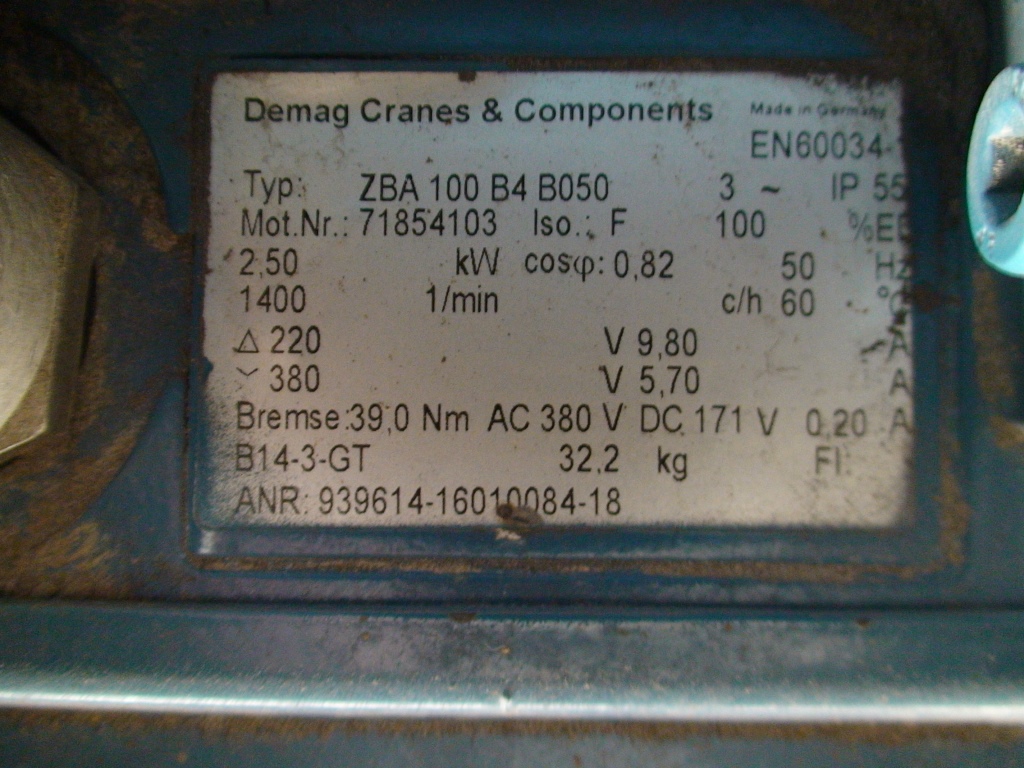 Demag Cranes & Components Made in Germany
EN60034-
Typ: ZBA 100 B4 B050 3 ~ IP 55
Mot.Nr.: 71854103 Iso.: F 100 %ED
2,50 kW cosφ: 0,82 50 Hz
1400 1/min c/h 60 °C
Δ 220 V 9,80 A
Y 380 V 5,70 A
Bremse:39,0 Nm AC 380 V DC 171 V 0,20 A
B14-3-GT 32,2 kg FI:
ANR: 939614-16010084-18